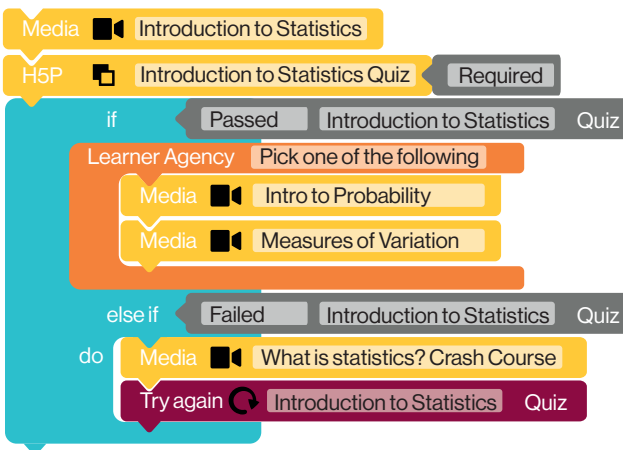 Media Introduction to Statistics
H5P Introduction to Statistics Quiz Required
if Passed Introduction to Statistics Quiz
Learner Agency Pick one of the following
Media Intro to Probability
Media Measures of Variation
else if Failed Introduction to Statistics Quiz
do Media What is statistics? Crash Course
Try again Introduction to Statistics Quiz